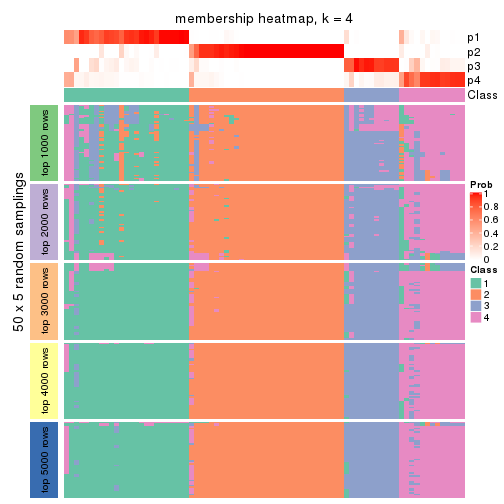 membership heatmap, k = 4
p1
p2
p3
p4
Class
50 x 5 random samplings
top 1000 rows
top 2000 rows
top 3000 rows
top 4000 rows
top 5000 rows
Prob
1
0.8
0.6
0.4
0.2
0
Class
1
2
3
4